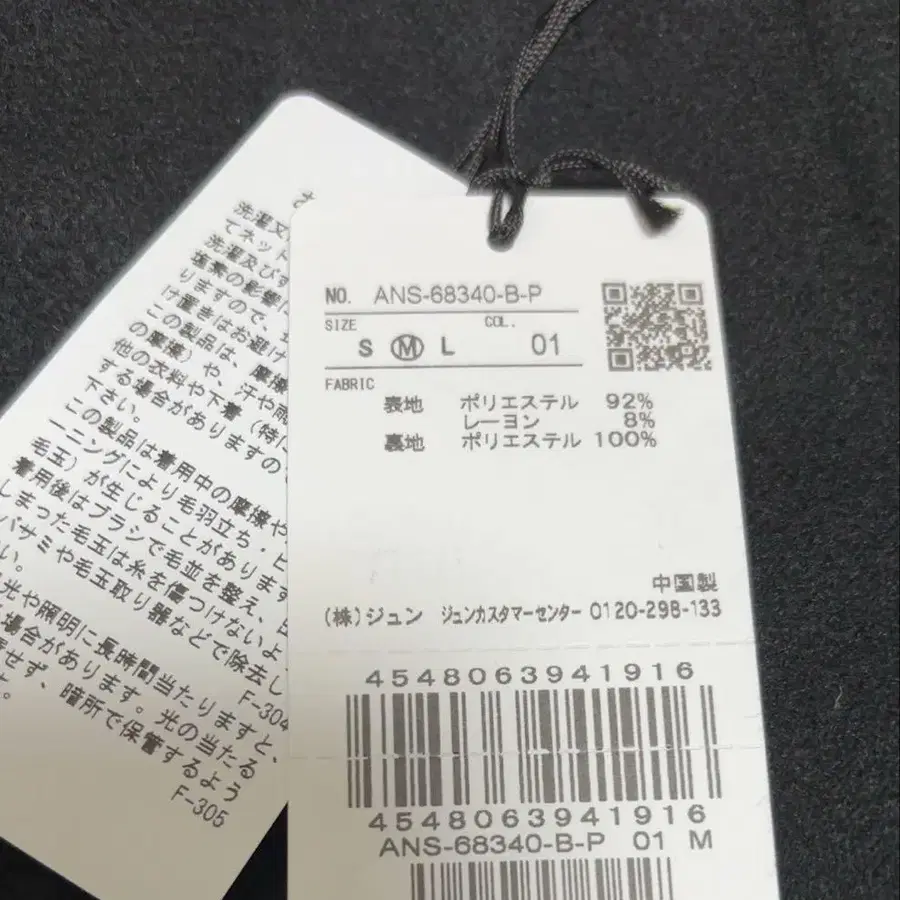 NO. ANS-68340-B-P
SIZE COL.
S M L 01
FABRIC
表地 ポリエステル 92%
レーヨン 8%
裏地 ポリエステル 100%
中国製
(株)ジュン ジュンカスタマーセンター 0120-298-133
4548063941916
4548063941916
ANS-68340-B-P 01 M
洗濯又
てネット
洗濯及びす
塩素の影響
りますので、
け置きはお避け
この製品は、摩擦
の摩擦)や、汗や雨
他の衣料や下着(特に
する場合がありますの
下さい。
この製品は着用中の摩擦や
ーニングにより毛羽立ち・ピ
毛玉)が生じることがあります
着用後はブラシで毛並を整え、
しまった毛玉は糸を傷つけないよ
バサミや毛玉取り器などで除去し
い。
F-304
光や照明に長時間当たりますと、
場合があります。光の当たる
せず、暗所で保管するよう
す。
F-305